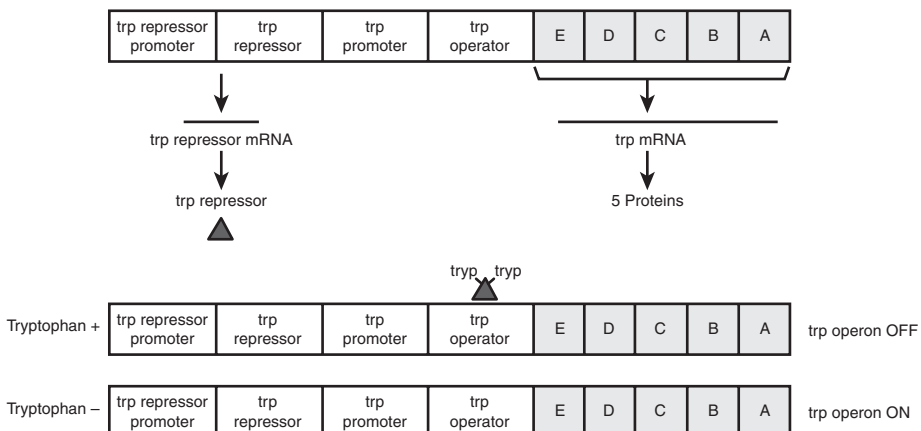 trp repressor promoter
trp repressor
trp promoter
trp operator
E D C B A
trp repressor mRNA
trp mRNA
trp repressor
5 Proteins
tryp tryp
Tryptophan +
trp repressor promoter
trp repressor
trp promoter
trp operator
E D C B A
trp operon OFF
Tryptophan –
trp repressor promoter
trp repressor
trp promoter
trp operator
E D C B A
trp operon ON